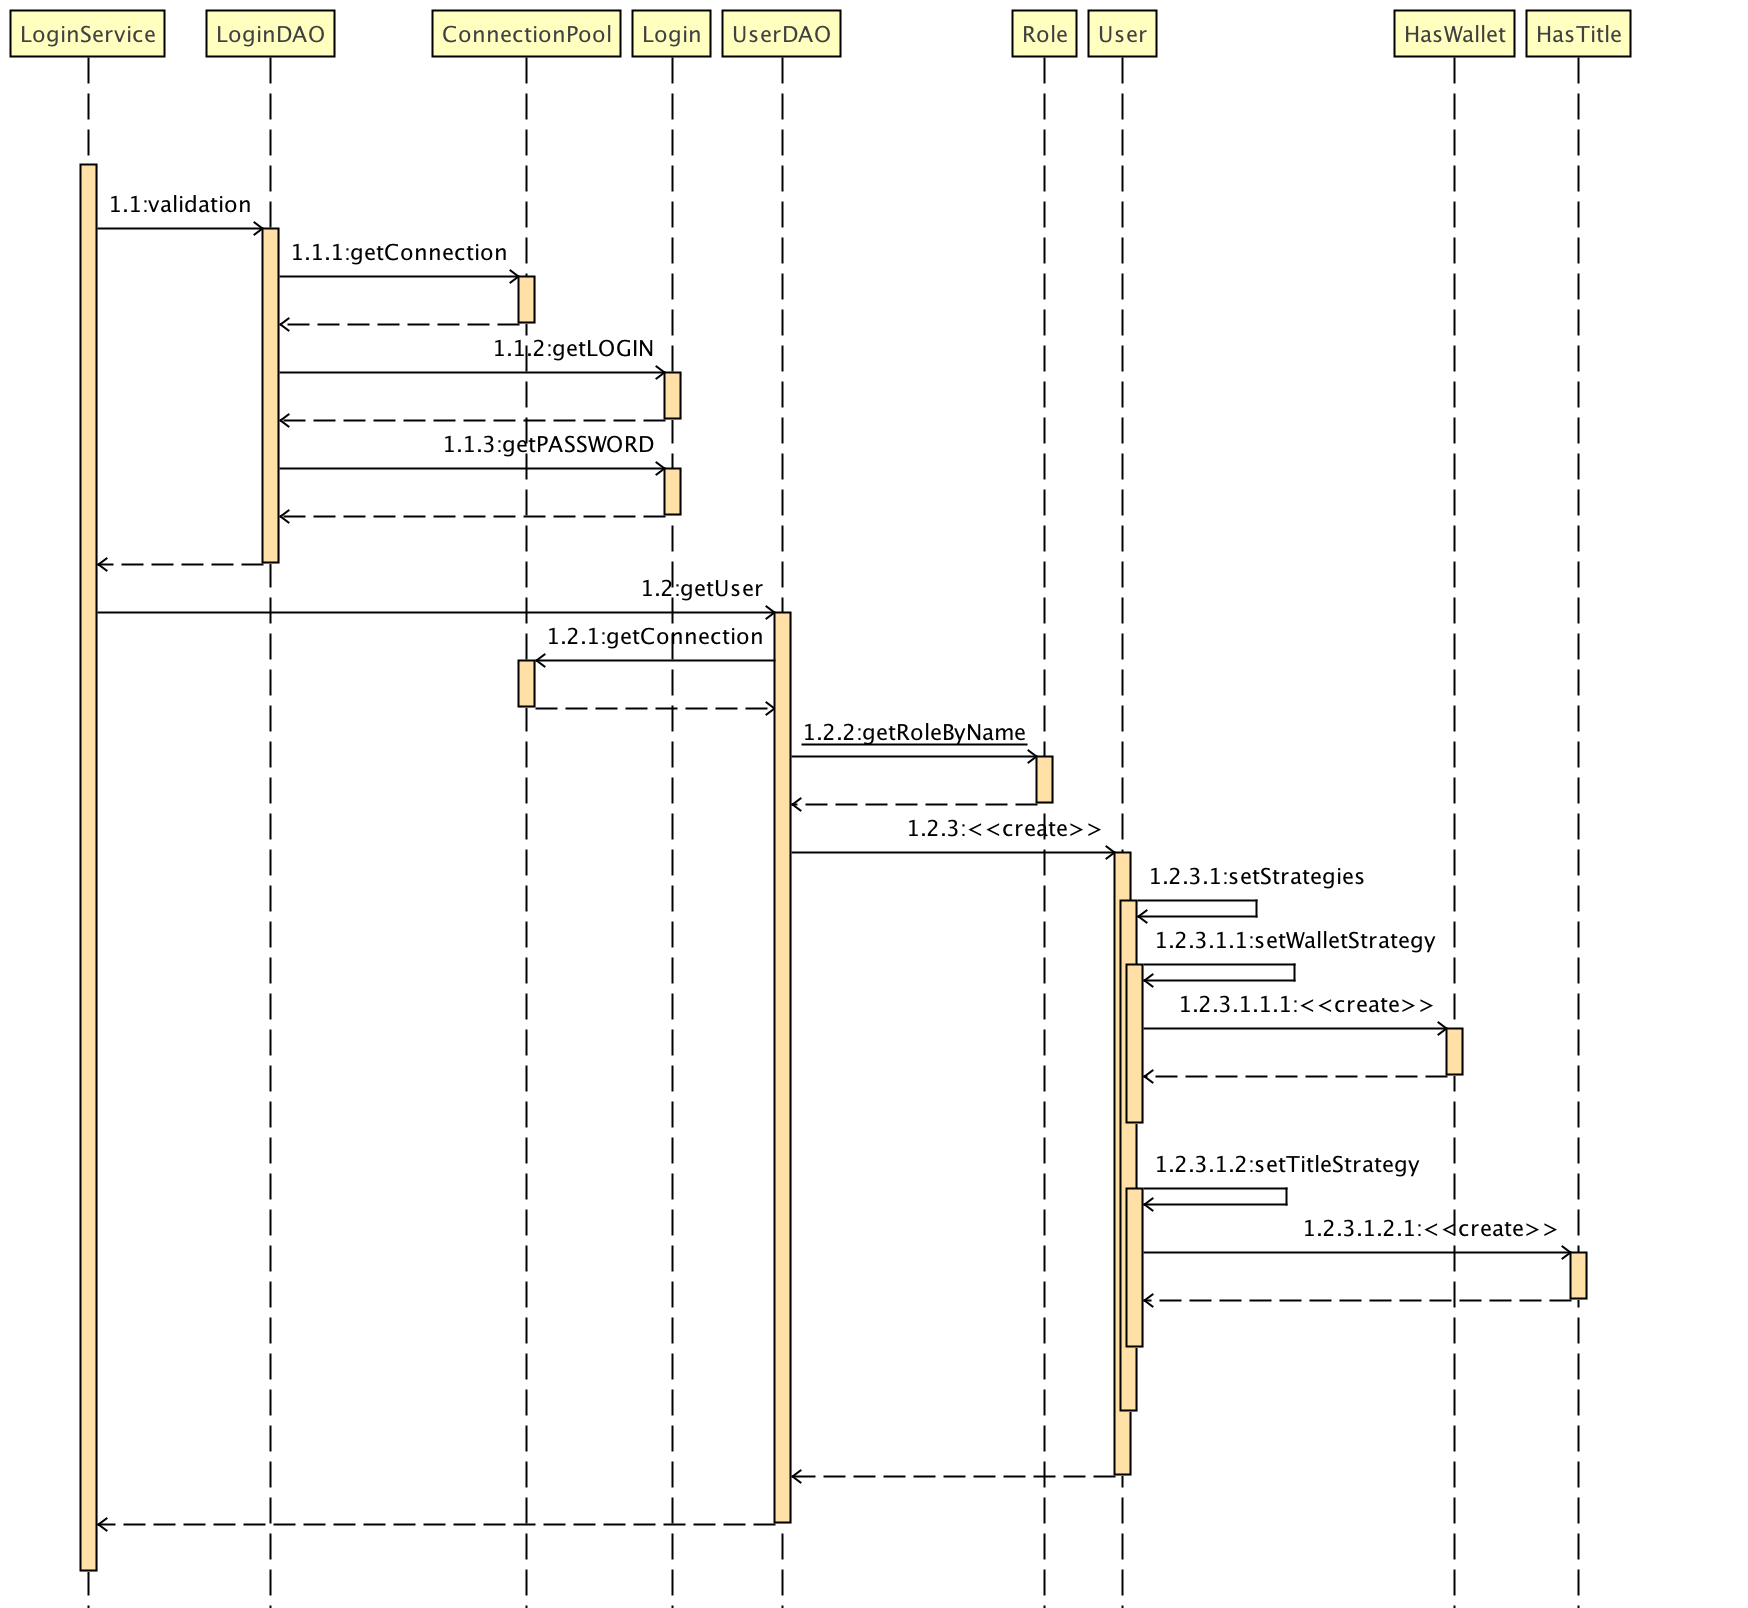 LoginService LoginDAO ConnectionPool Login UserDAO Role User HasWallet HasTitle
1.1:validation
1.1.1:getConnection
1.1.2:getLOGIN
1.1.3:getPASSWORD
1.2:getUser
1.2.1:getConnection
1.2.2:getRoleByName
1.2.3:<<create>>
1.2.3.1:setStrategies
1.2.3.1.1:setWalletStrategy
1.2.3.1.1.1:<<create>>
1.2.3.1.2:setTitleStrategy
1.2.3.1.2.1:<<create>>